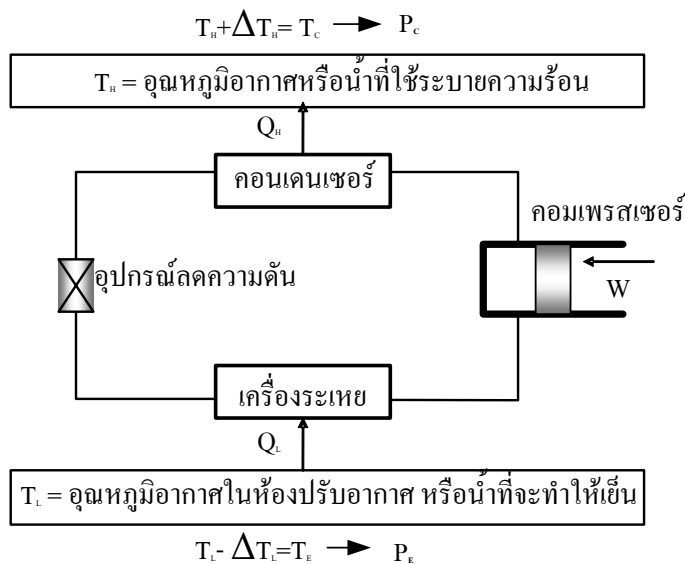 T_H+ΔT_H= T_C → P_C
T_H = อุณหภูมิอากาศหรือน้ำที่ใช้ระบายความร้อน
Q_H
คอนเดนเซอร์
คอมเพรสเซอร์
อุปกรณ์ลดความดัน
W
เครื่องระเหย
Q_L
T_L = อุณหภูมิอากาศในห้องปรับอากาศ หรือน้ำที่จะทำให้เย็น
T_L- ΔT_L=T_E → P_E